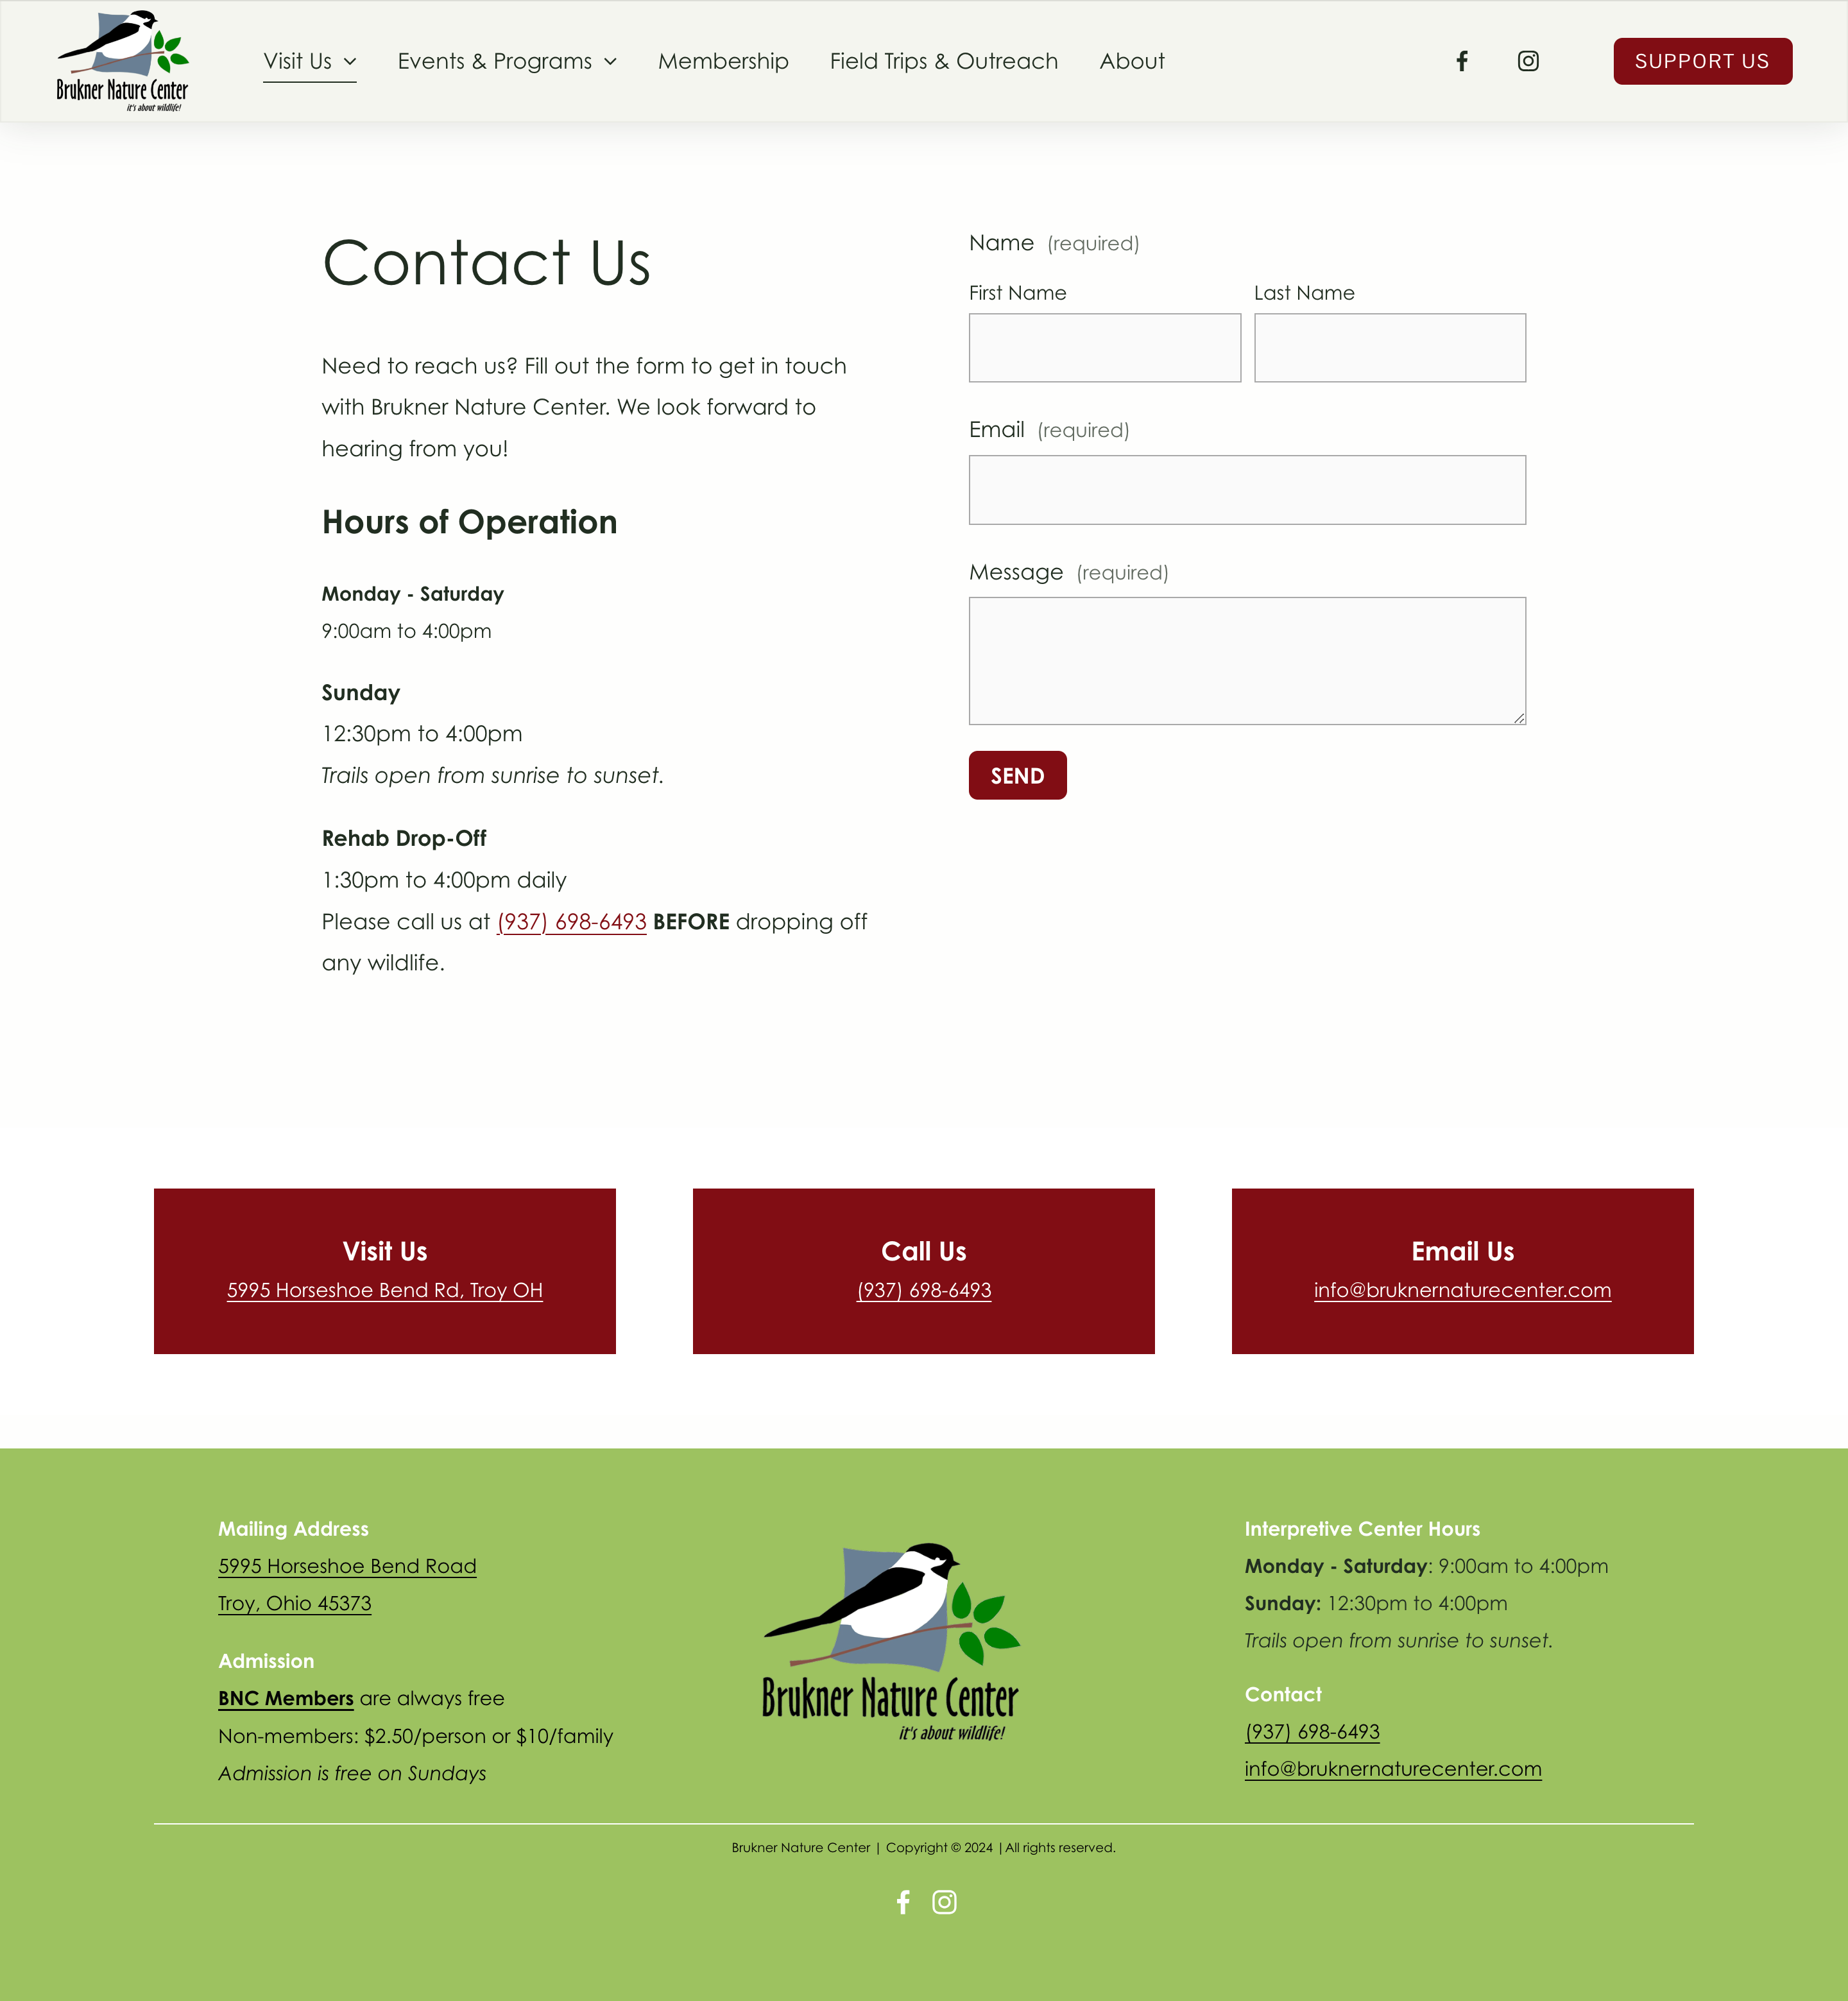 Brukner Nature Center
it's about wildlife!
Visit Us
Events & Programs
Membership
Field Trips & Outreach
About
SUPPORT US
Contact Us
Need to reach us? Fill out the form to get in touch
with Brukner Nature Center. We look forward to
hearing from you!
Hours of Operation
Monday - Saturday
9:00am to 4:00pm
Sunday
12:30pm to 4:00pm
Trails open from sunrise to sunset.
Rehab Drop-Off
1:30pm to 4:00pm daily
Please call us at (937) 698-6493 BEFORE dropping off
any wildlife.
Name (required)
First Name
Last Name
Email (required)
Message (required)
SEND
Visit Us
5995 Horseshoe Bend Rd, Troy OH
Call Us
(937) 698-6493
Email Us
info@bruknernaturecenter.com
Mailing Address
5995 Horseshoe Bend Road
Troy, Ohio 45373
Admission
BNC Members are always free
Non-members: $2.50/person or $10/family
Admission is free on Sundays
Brukner Nature Center
it's about wildlife!
Interpretive Center Hours
Monday - Saturday: 9:00am to 4:00pm
Sunday: 12:30pm to 4:00pm
Trails open from sunrise to sunset.
Contact
(937) 698-6493
info@bruknernaturecenter.com
Brukner Nature Center | Copyright © 2024 | All rights reserved.